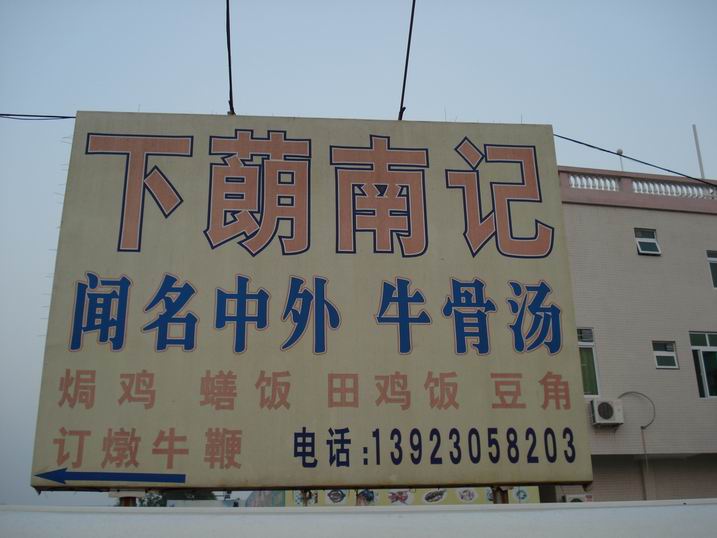 下蓢南记
闻名中外 牛骨汤
焗鸡 鳝饭 田鸡饭 豆角
订燉牛鞭 电话:13923058203